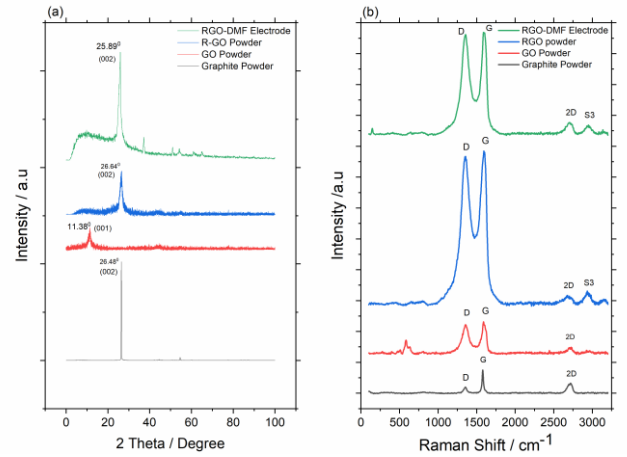 (a)
RGO-DMF Electrode
R-GO Powder
GO Powder
Graphite Powder
25.89⁰
(002)
26.64⁰
(002)
11.38⁰
(001)
26.48⁰
(002)
0 20 40 60 80 100
2 Theta / Degree
Intensity /a.u
(b)
RGO-DMF Electrode
RGO powder
GO Powder
Graphite Powder
D G
2D S3
D G
2D S3
D G
2D
D G
2D
500 1000 1500 2000 2500 3000
Raman Shift / cm⁻¹
Intensity /a.u